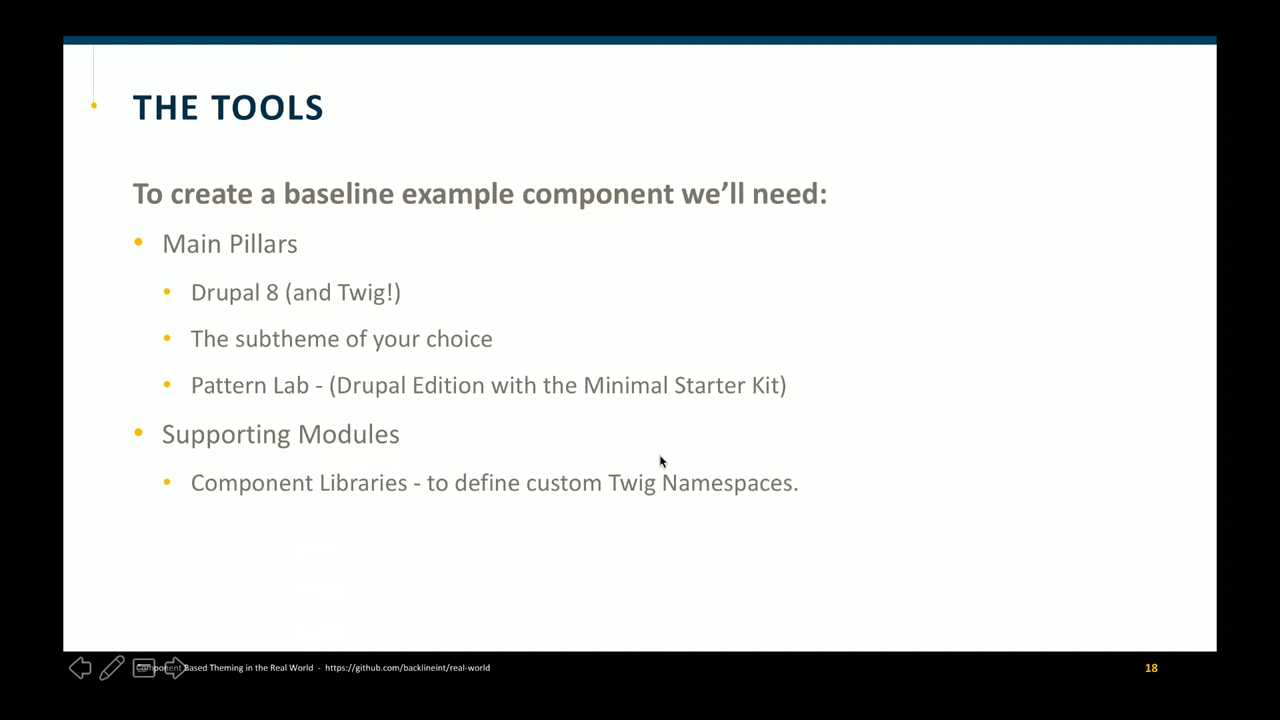 THE TOOLS
To create a baseline example component we’ll need:
• Main Pillars
• Drupal 8 (and Twig!)
• The subtheme of your choice
• Pattern Lab - (Drupal Edition with the Minimal Starter Kit)
• Supporting Modules
• Component Libraries - to define custom Twig Namespaces.
Component Based Theming in the Real World - https://github.com/backlineint/real-world
18